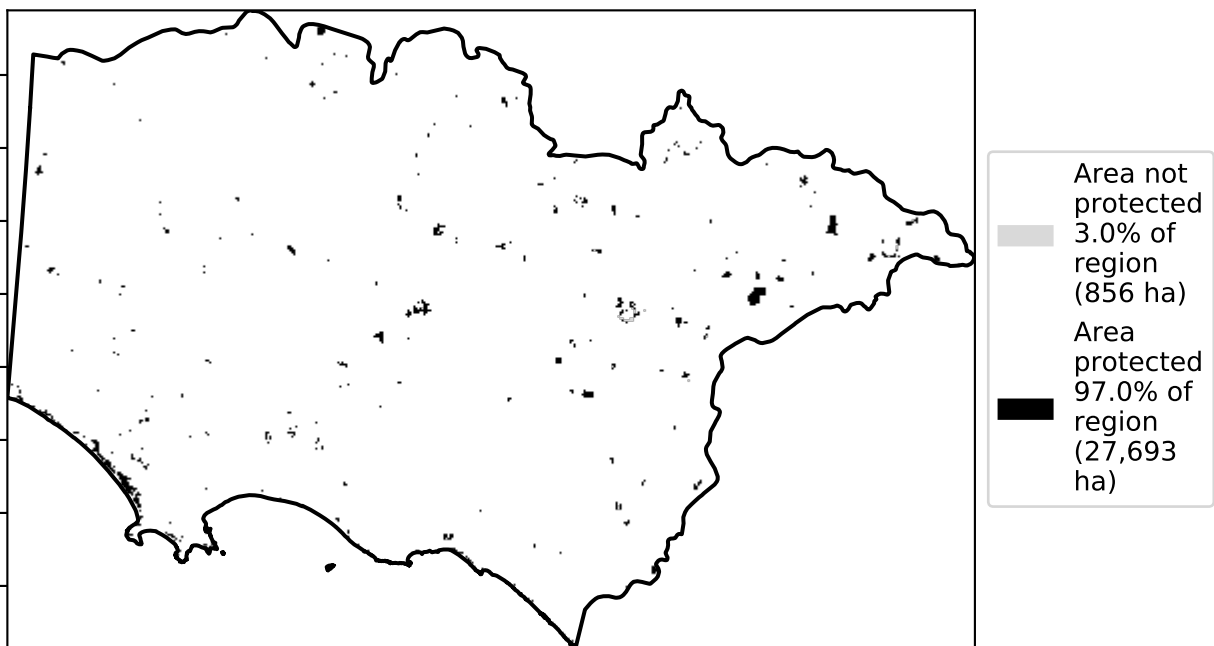 Area not
protected
3.0% of
region
(856 ha)
Area
protected
97.0% of
region
(27,693
ha)